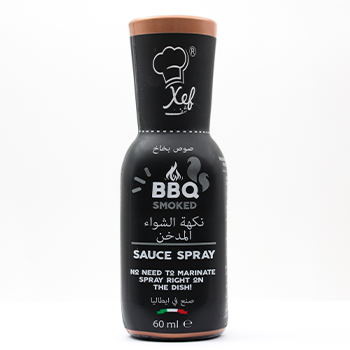 ®
Xef
صوص بخاخ
BBQ
SMOKED
نكهة الشواء
المدخن
SAUCE SPRAY
NO NEED TO MARINATE
SPRAY RIGHT ON
THE DISH!
صنع في ايطاليا
60 ml e